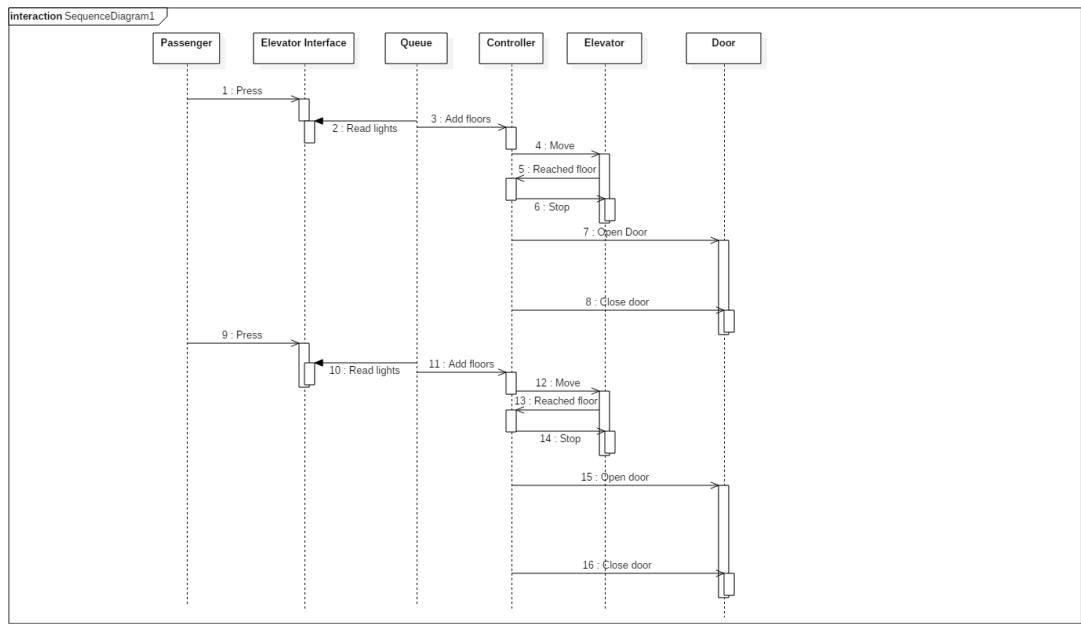 interaction SequenceDiagram1
Passenger
Elevator Interface
Queue
Controller
Elevator
Door
1 : Press
2 : Read lights
3 : Add floors
4 : Move
5 : Reached floor
6 : Stop
7 : Open Door
8 : Close door
9 : Press
10 : Read lights
11 : Add floors
12 : Move
13 : Reached floor
14 : Stop
15 : Open door
16 : Close door